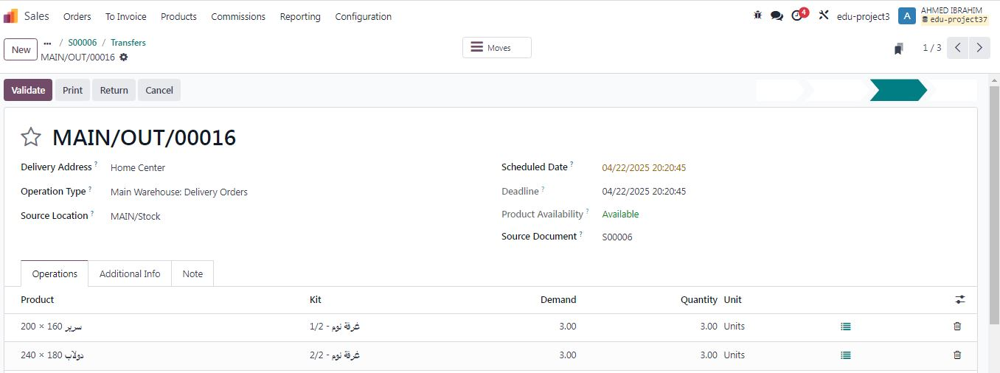 Sales Orders To Invoice Products Commissions Reporting Configuration 4 edu-project3 A AHMED IBRAHIM
edu-project37
New ... / S00006 / Transfers
MAIN/OUT/00016
Moves
1 / 3
Validate Print Return Cancel
MAIN/OUT/00016
Delivery Address ? Home Center
Scheduled Date ? 04/22/2025 20:20:45
Operation Type ? Main Warehouse: Delivery Orders
Deadline ? 04/22/2025 20:20:45
Source Location ? MAIN/Stock
Product Availability ? Available
Source Document ? S00006
Operations Additional Info Note
Product Kit Demand Quantity Unit
سرير 160 × 200 غرفة نوم - 1/2 3.00 3.00 Units
دولاب 180 × 240 غرفة نوم - 2/2 3.00 3.00 Units